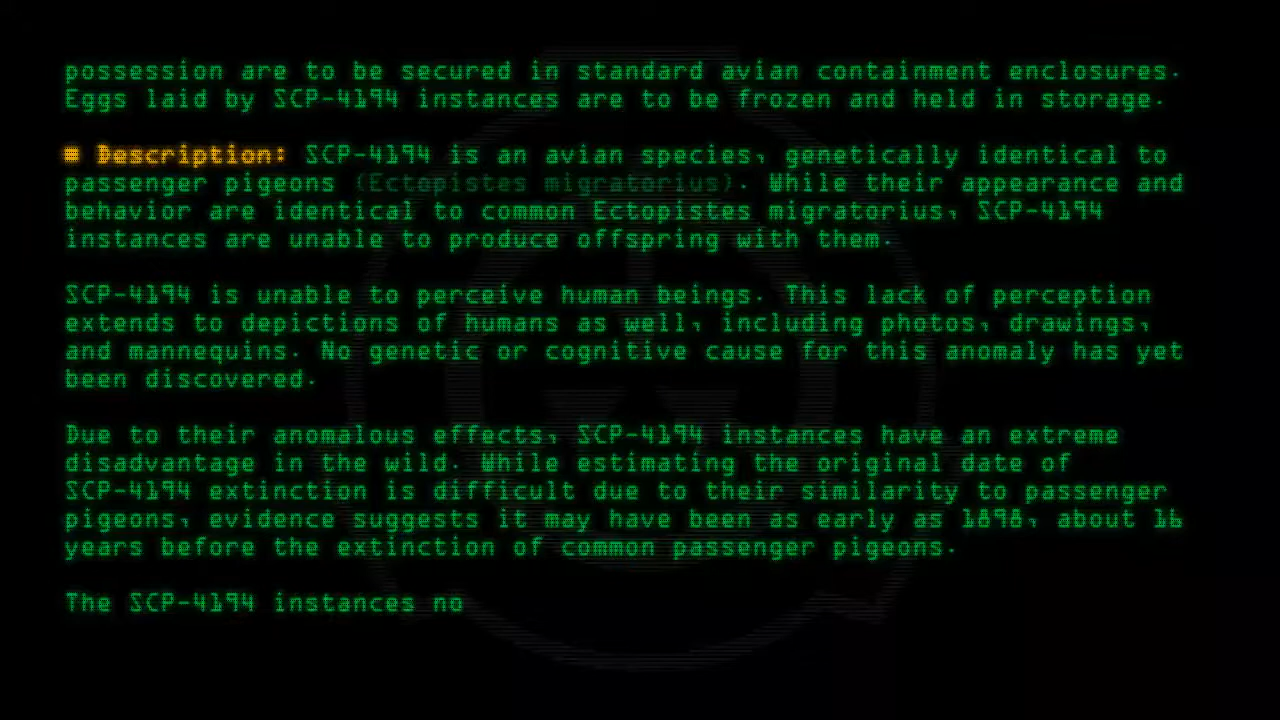 possession are to be secured in standard avian containment enclosures.
Eggs laid by SCP-4194 instances are to be frozen and held in storage.
■ Description: SCP-4194 is an avian species, genetically identical to
passenger pigeons (Ectopistes migratorius). While their appearance and
behavior are identical to common Ectopistes migratorius, SCP-4194
instances are unable to produce offspring with them.
SCP-4194 is unable to perceive human beings. This lack of perception
extends to depictions of humans as well, including photos, drawings,
and mannequins. No genetic or cognitive cause for this anomaly has yet
been discovered.
Due to their anomalous effects, SCP-4194 instances have an extreme
disadvantage in the wild. While estimating the original date of
SCP-4194 extinction is difficult due to their similarity to passenger
pigeons, evidence suggests it may have been as early as 1898, about 16
years before the extinction of common passenger pigeons.
The SCP-4194 instances no